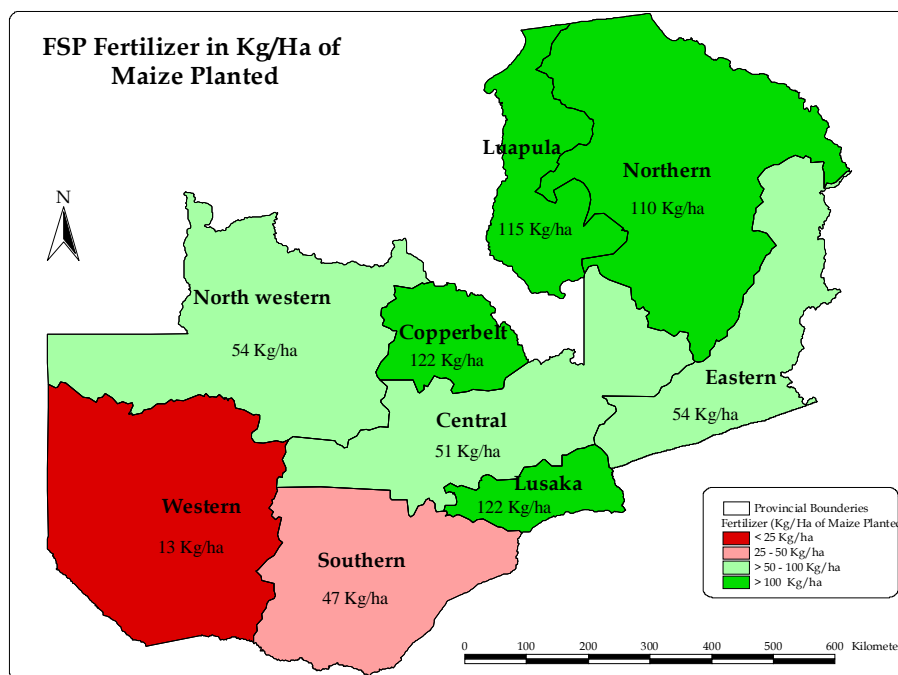 FSP Fertilizer in Kg/Ha of
Maize Planted
N
Luapula
115 Kg/ha
Northern
110 Kg/ha
North western
54 Kg/ha
Copperbelt
122 Kg/ha
Eastern
54 Kg/ha
Central
51 Kg/ha
Lusaka
122 Kg/ha
Western
13 Kg/ha
Southern
47 Kg/ha
Provincial Bounderies
Fertilizer (Kg/Ha of Maize Planted
< 25 Kg/ha
25 - 50 Kg/ha
> 50 - 100 Kg/ha
> 100 Kg/ha
0 100 200 300 400 500 600 Kilomete